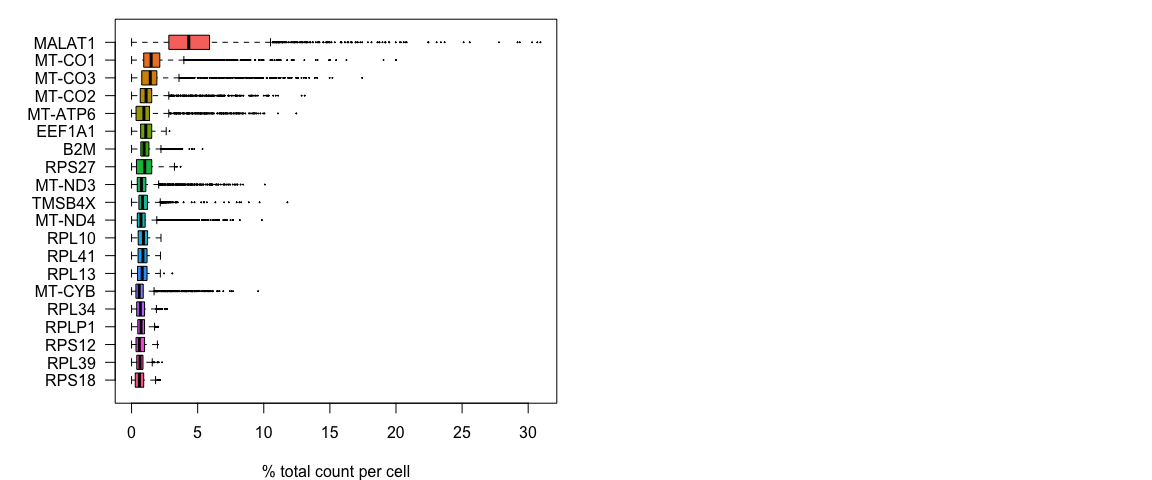 MALAT1
MT-CO1
MT-CO3
MT-CO2
MT-ATP6
EEF1A1
B2M
RPS27
MT-ND3
TMSB4X
MT-ND4
RPL10
RPL41
RPL13
MT-CYB
RPL34
RPLP1
RPS12
RPL39
RPS18
0 5 10 15 20 25 30
% total count per cell